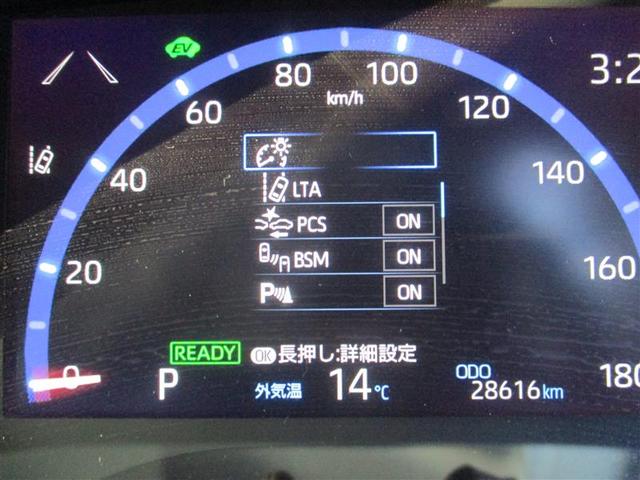 EV
3:2
0
20
40
60
80
100
120
140
160
180
km/h
LTA
PCS ON
BSM ON
P ON
READY
OK 長押し:詳細設定
P
外気温 14℃
ODO
28616km